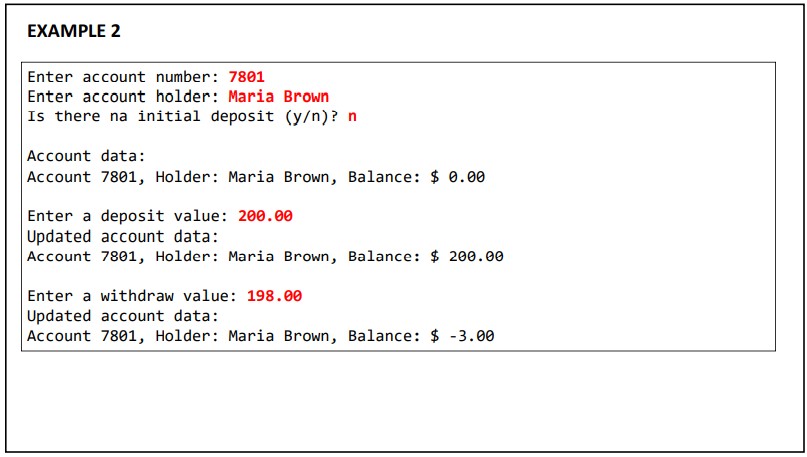 EXAMPLE 2
Enter account number: 7801
Enter account holder: Maria Brown
Is there na initial deposit (y/n)? n
Account data:
Account 7801, Holder: Maria Brown, Balance: $ 0.00
Enter a deposit value: 200.00
Updated account data:
Account 7801, Holder: Maria Brown, Balance: $ 200.00
Enter a withdraw value: 198.00
Updated account data:
Account 7801, Holder: Maria Brown, Balance: $ -3.00